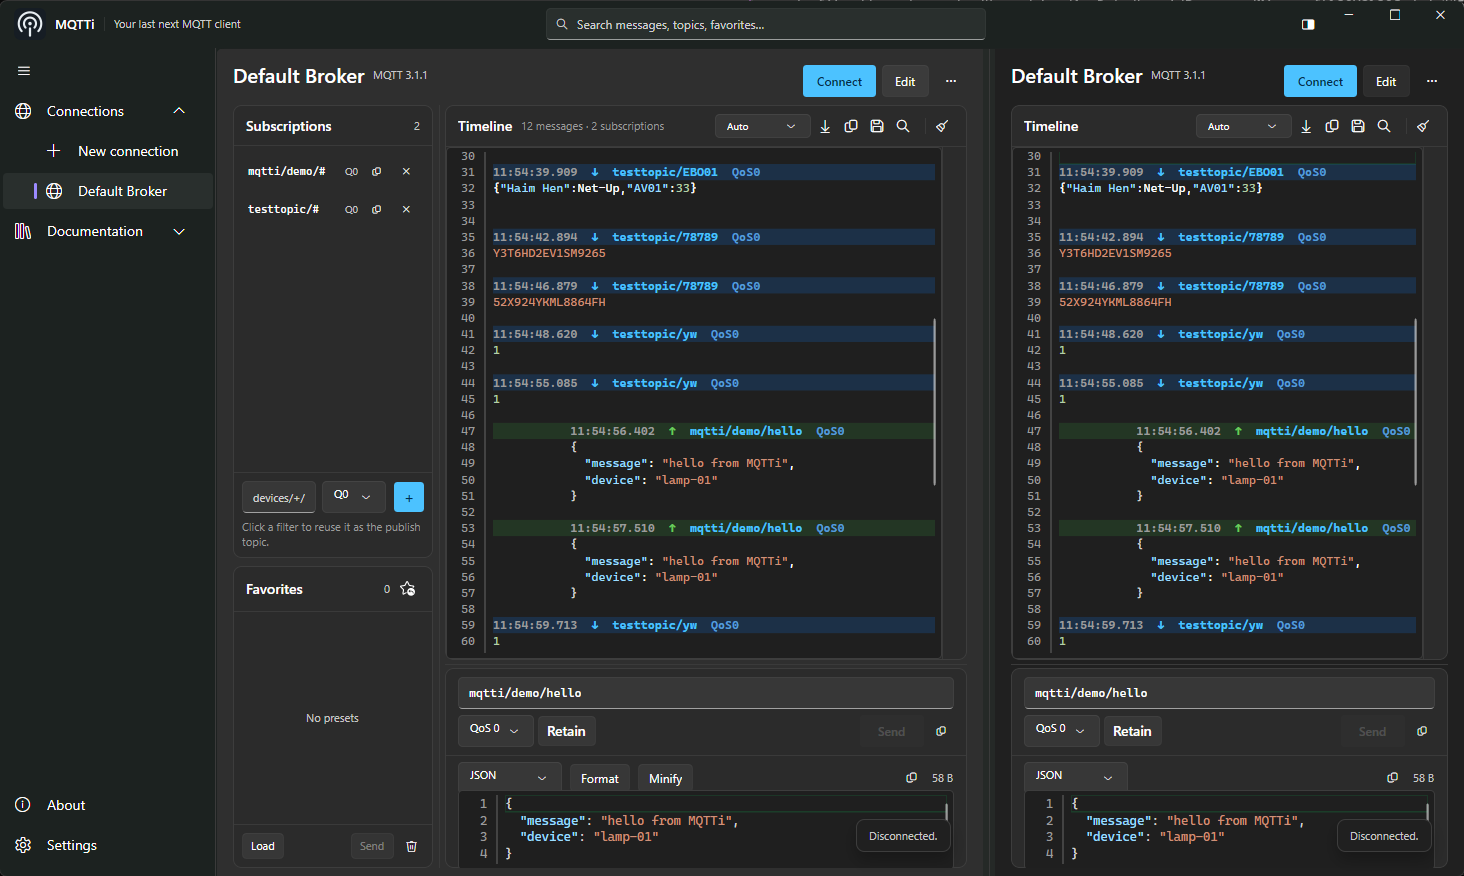 MQTTi
Your last next MQTT client
Search messages, topics, favorites...
Connections
New connection
Default Broker
Documentation
About
Settings
Default Broker MQTT 3.1.1
Connect
Edit
Subscriptions 2
mqtti/demo/# Q0
testtopic/# Q0
devices/+/
Q0
+
Click a filter to reuse it as the publish
topic.
Favorites 0
No presets
Load
Send
Timeline 12 messages · 2 subscriptions
Auto
30
31 11:54:39.909 ↓ testtopic/EBO01 QoS0
32 {"Haim Hen":Net-Up,"AV01":33}
33
34
35 11:54:42.894 ↓ testtopic/78789 QoS0
36 Y3T6HD2EV1SM9265
37
38 11:54:46.879 ↓ testtopic/78789 QoS0
39 52X924YKML8864FH
40
41 11:54:48.620 ↓ testtopic/yw QoS0
42 1
43
44 11:54:55.085 ↓ testtopic/yw QoS0
45 1
46
47 11:54:56.402 ↑ mqtti/demo/hello QoS0
48 {
49 "message": "hello from MQTTi",
50 "device": "lamp-01"
51 }
52
53 11:54:57.510 ↑ mqtti/demo/hello QoS0
54 {
55 "message": "hello from MQTTi",
56 "device": "lamp-01"
57 }
58
59 11:54:59.713 ↓ testtopic/yw QoS0
60 1
mqtti/demo/hello
QoS 0
Retain
Send
JSON
Format
Minify
58 B
1 {
2 "message": "hello from MQTTi",
3 "device": "lamp-01"
4 }
Disconnected.
Default Broker MQTT 3.1.1
Connect
Edit
Timeline
Auto
30
31 11:54:39.909 ↓ testtopic/EBO01 QoS0
32 {"Haim Hen":Net-Up,"AV01":33}
33
34
35 11:54:42.894 ↓ testtopic/78789 QoS0
36 Y3T6HD2EV1SM9265
37
38 11:54:46.879 ↓ testtopic/78789 QoS0
39 52X924YKML8864FH
40
41 11:54:48.620 ↓ testtopic/yw QoS0
42 1
43
44 11:54:55.085 ↓ testtopic/yw QoS0
45 1
46
47 11:54:56.402 ↑ mqtti/demo/hello QoS0
48 {
49 "message": "hello from MQTTi",
50 "device": "lamp-01"
51 }
52
53 11:54:57.510 ↑ mqtti/demo/hello QoS0
54 {
55 "message": "hello from MQTTi",
56 "device": "lamp-01"
57 }
58
59 11:54:59.713 ↓ testtopic/yw QoS0
60 1
mqtti/demo/hello
QoS 0
Retain
Send
JSON
58 B
1 {
2 "message": "hello from MQTTi",
3 "device": "lamp-01"
4 }
Disconnected.